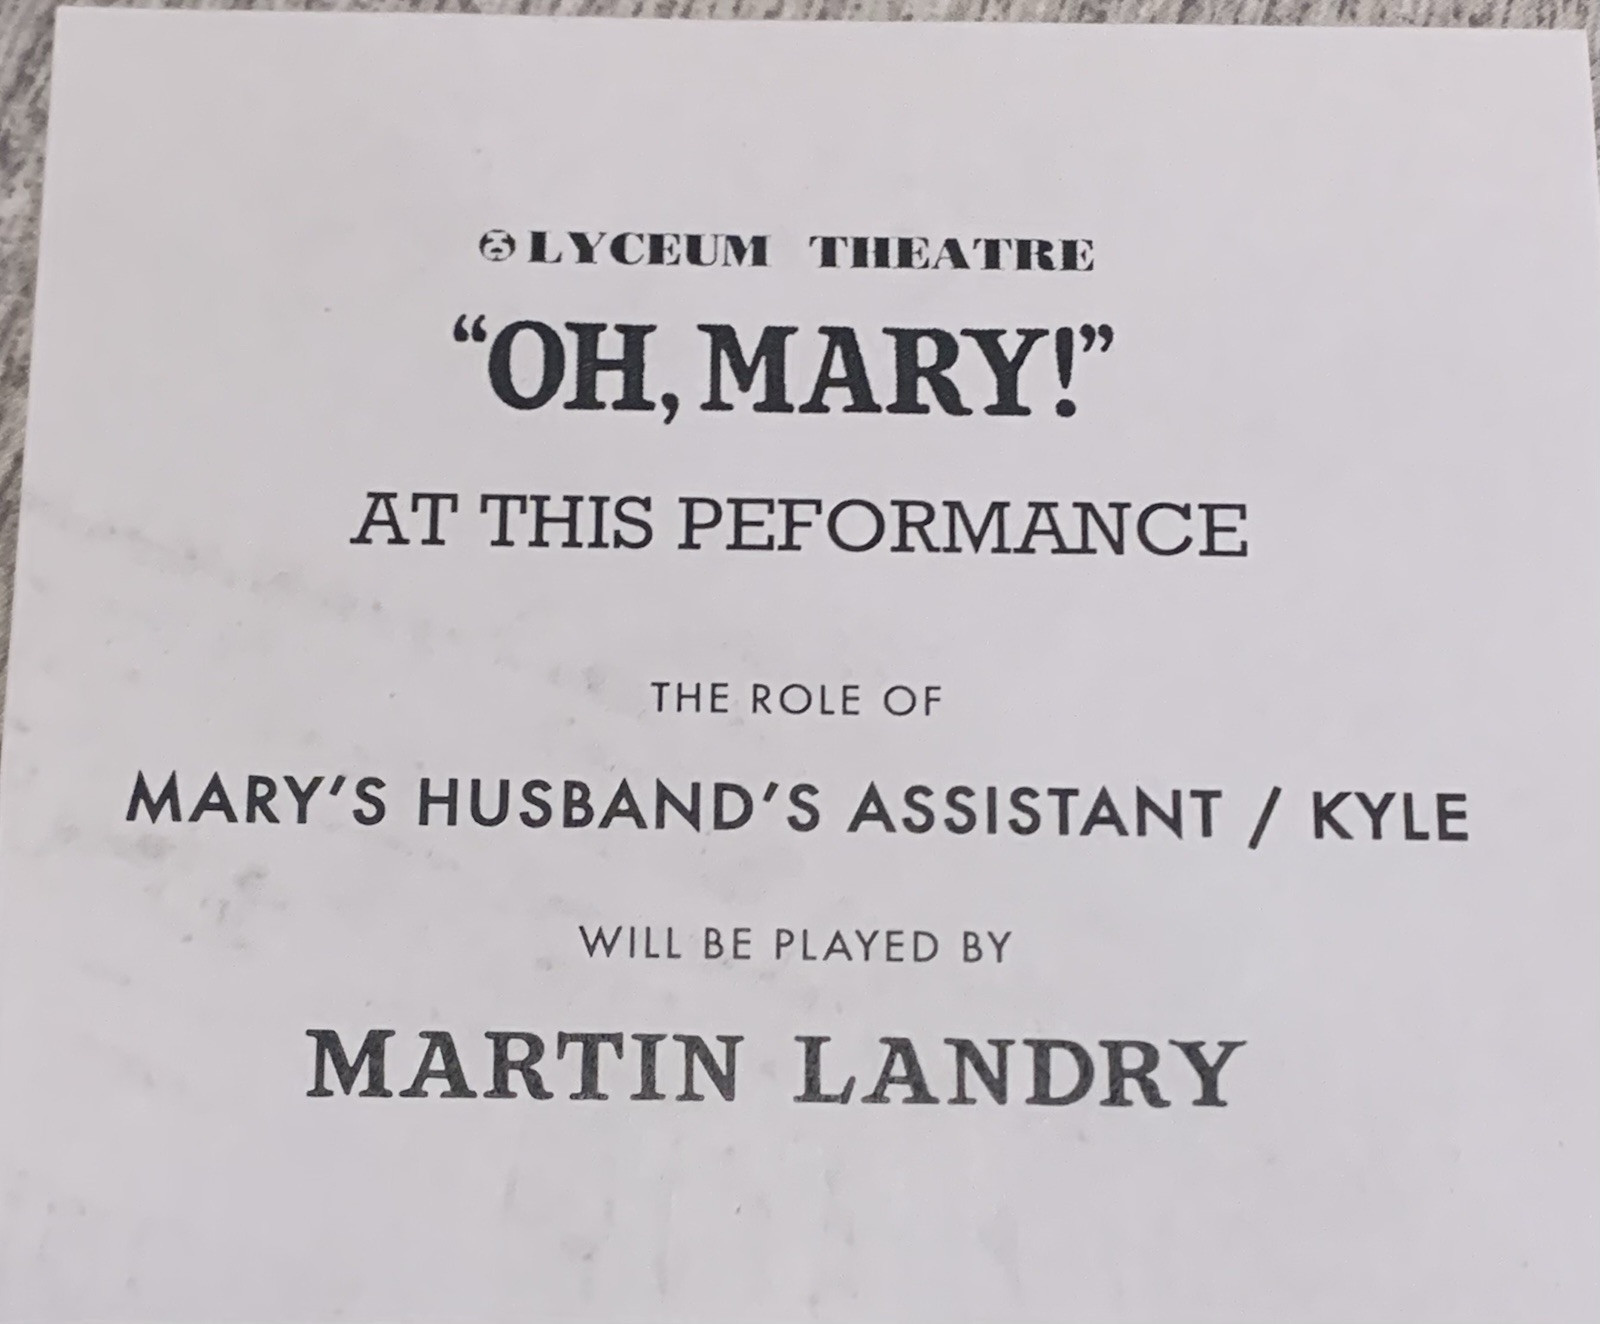 LYCEUM THEATRE
“OH, MARY!”
AT THIS PEFORMANCE
THE ROLE OF
MARY’S HUSBAND’S ASSISTANT / KYLE
WILL BE PLAYED BY
MARTIN LANDRY